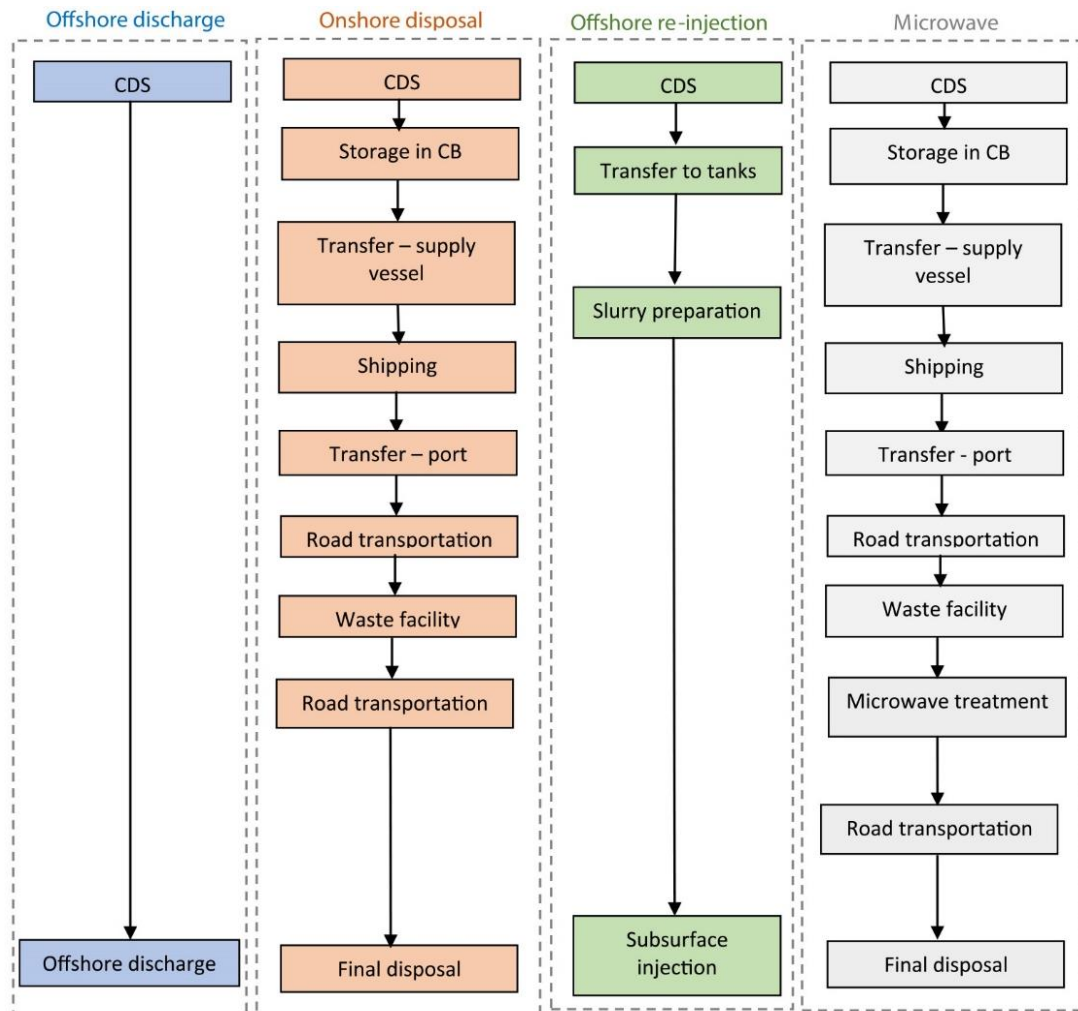 Offshore discharge
CDS
Offshore discharge
Onshore disposal
CDS
Storage in CB
Transfer – supply
vessel
Shipping
Transfer – port
Road transportation
Waste facility
Road transportation
Final disposal
Offshore re-injection
CDS
Transfer to tanks
Slurry preparation
Subsurface
injection
Microwave
CDS
Storage in CB
Transfer – supply
vessel
Shipping
Transfer - port
Road transportation
Waste facility
Microwave treatment
Road transportation
Final disposal